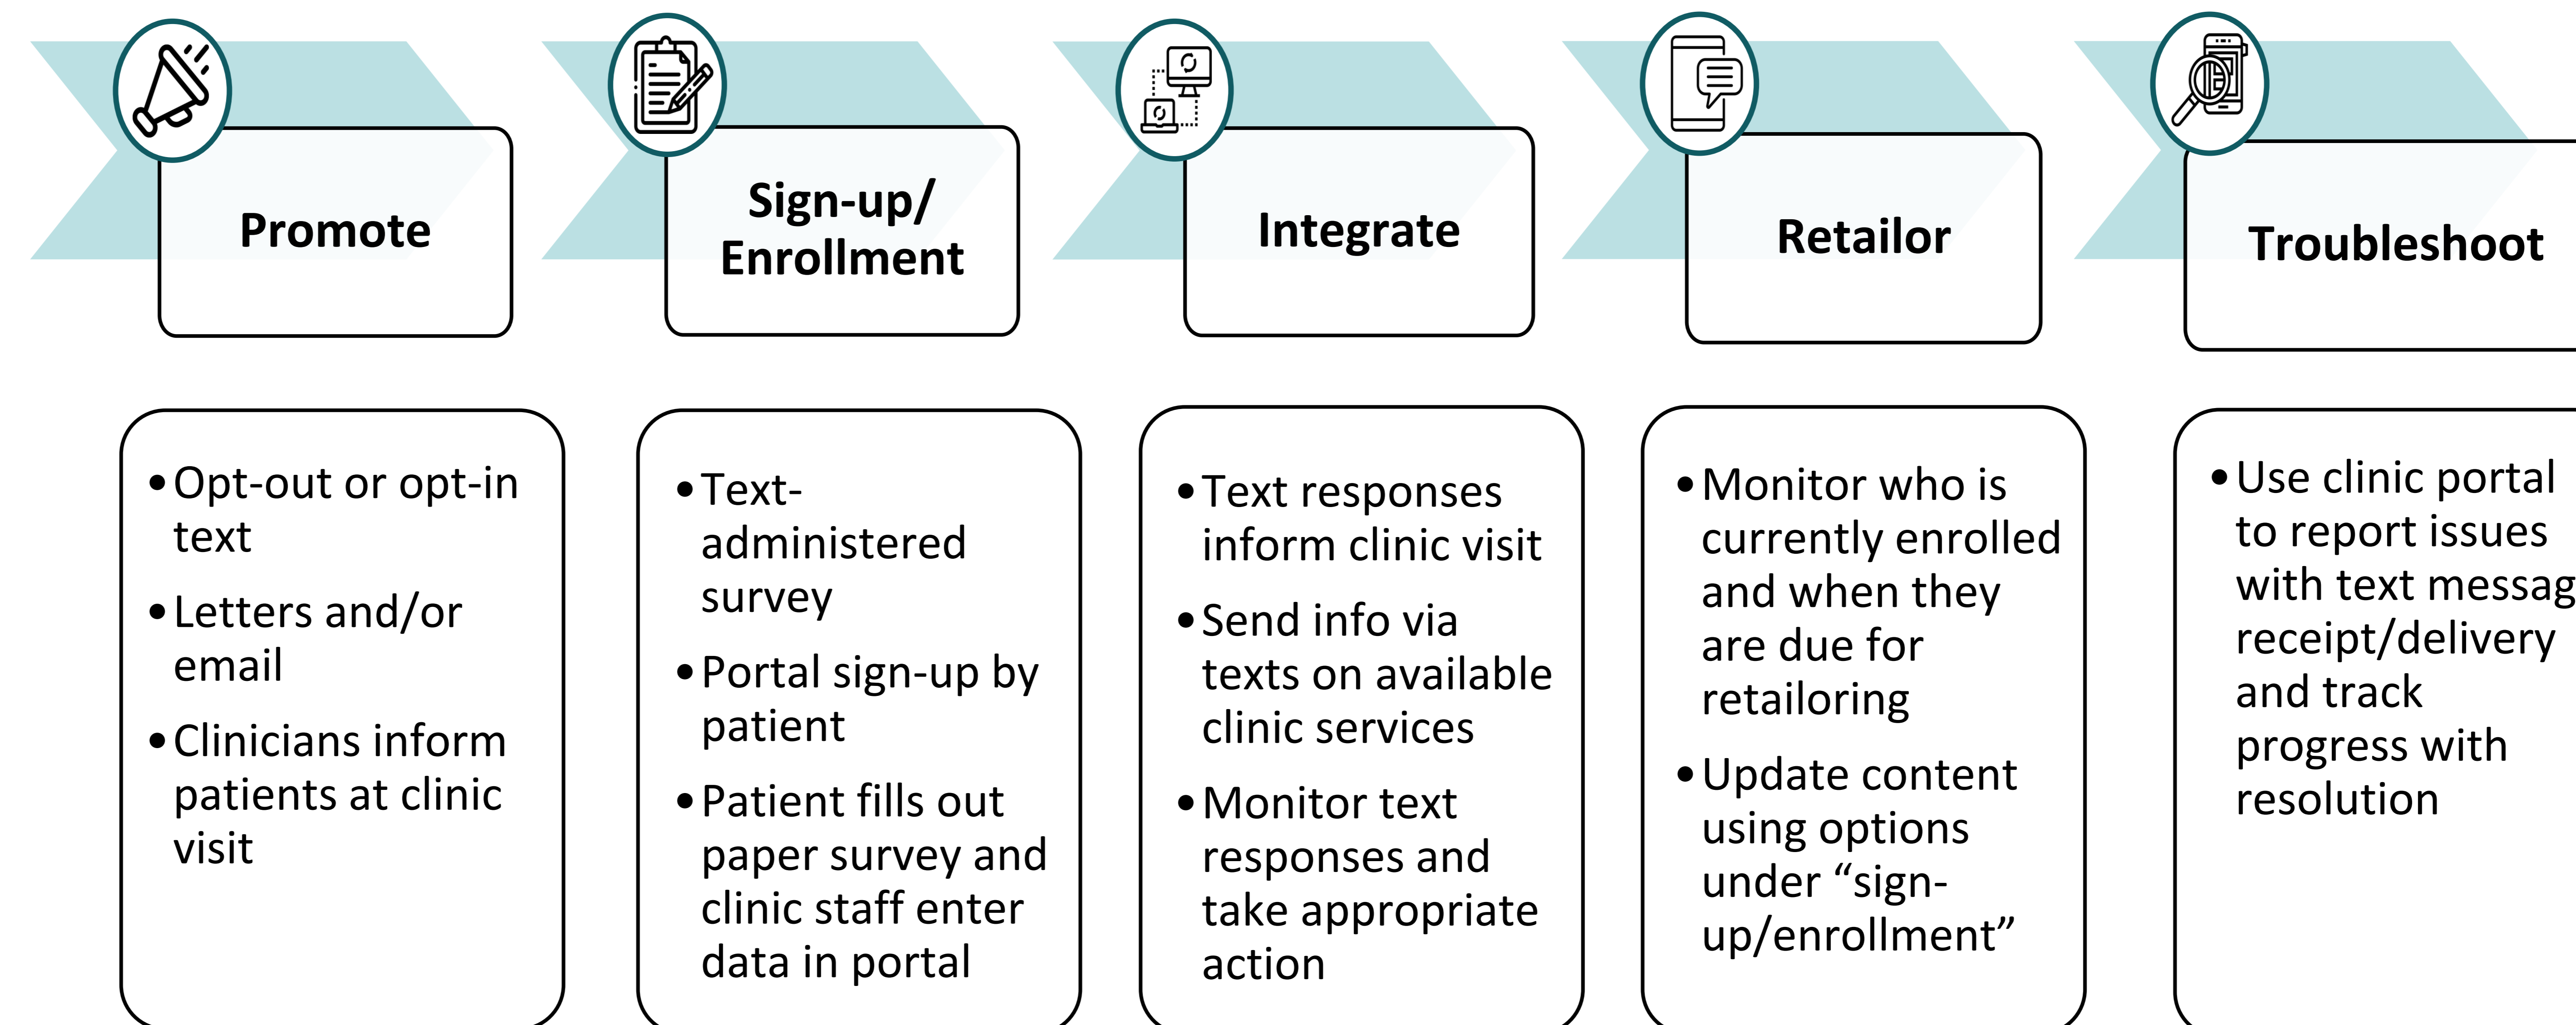 Promote
Sign-up/
Enrollment
Integrate
Retailor
Troubleshoot
•Opt-out or opt-in
text
•Letters and/or
email
•Clinicians inform
patients at clinic
visit
•Text-
administered
survey
•Portal sign-up by
patient
•Patient fills out
paper survey and
clinic staff enter
data in portal
•Text responses
inform clinic visit
•Send info via
texts on available
clinic services
•Monitor text
responses and
take appropriate
action
•Monitor who is
currently enrolled
and when they
are due for
retailoring
•Update content
using options
under “sign-
up/enrollment”
•Use clinic portal
to report issues
with text messag
receipt/delivery
and track
progress with
resolution